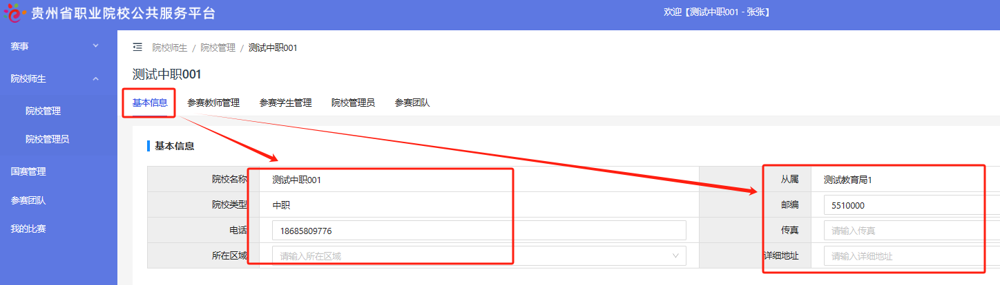 贵州省职业院校公共服务平台
欢迎【测试中职001 - 张张】
赛事
院校师生
院校管理
院校管理员
国赛管理
参赛团队
我的比赛
院校师生 / 院校管理 / 测试中职001
测试中职001
基本信息 参赛教师管理 参赛学生管理 院校管理员 参赛团队
基本信息
院校名称 测试中职001 从属 测试教育局1
院校类型 中职 邮编 5510000
电话 18685809776 传真 请输入传真
所在区域 请输入所在区域 详细地址 请输入详细地址